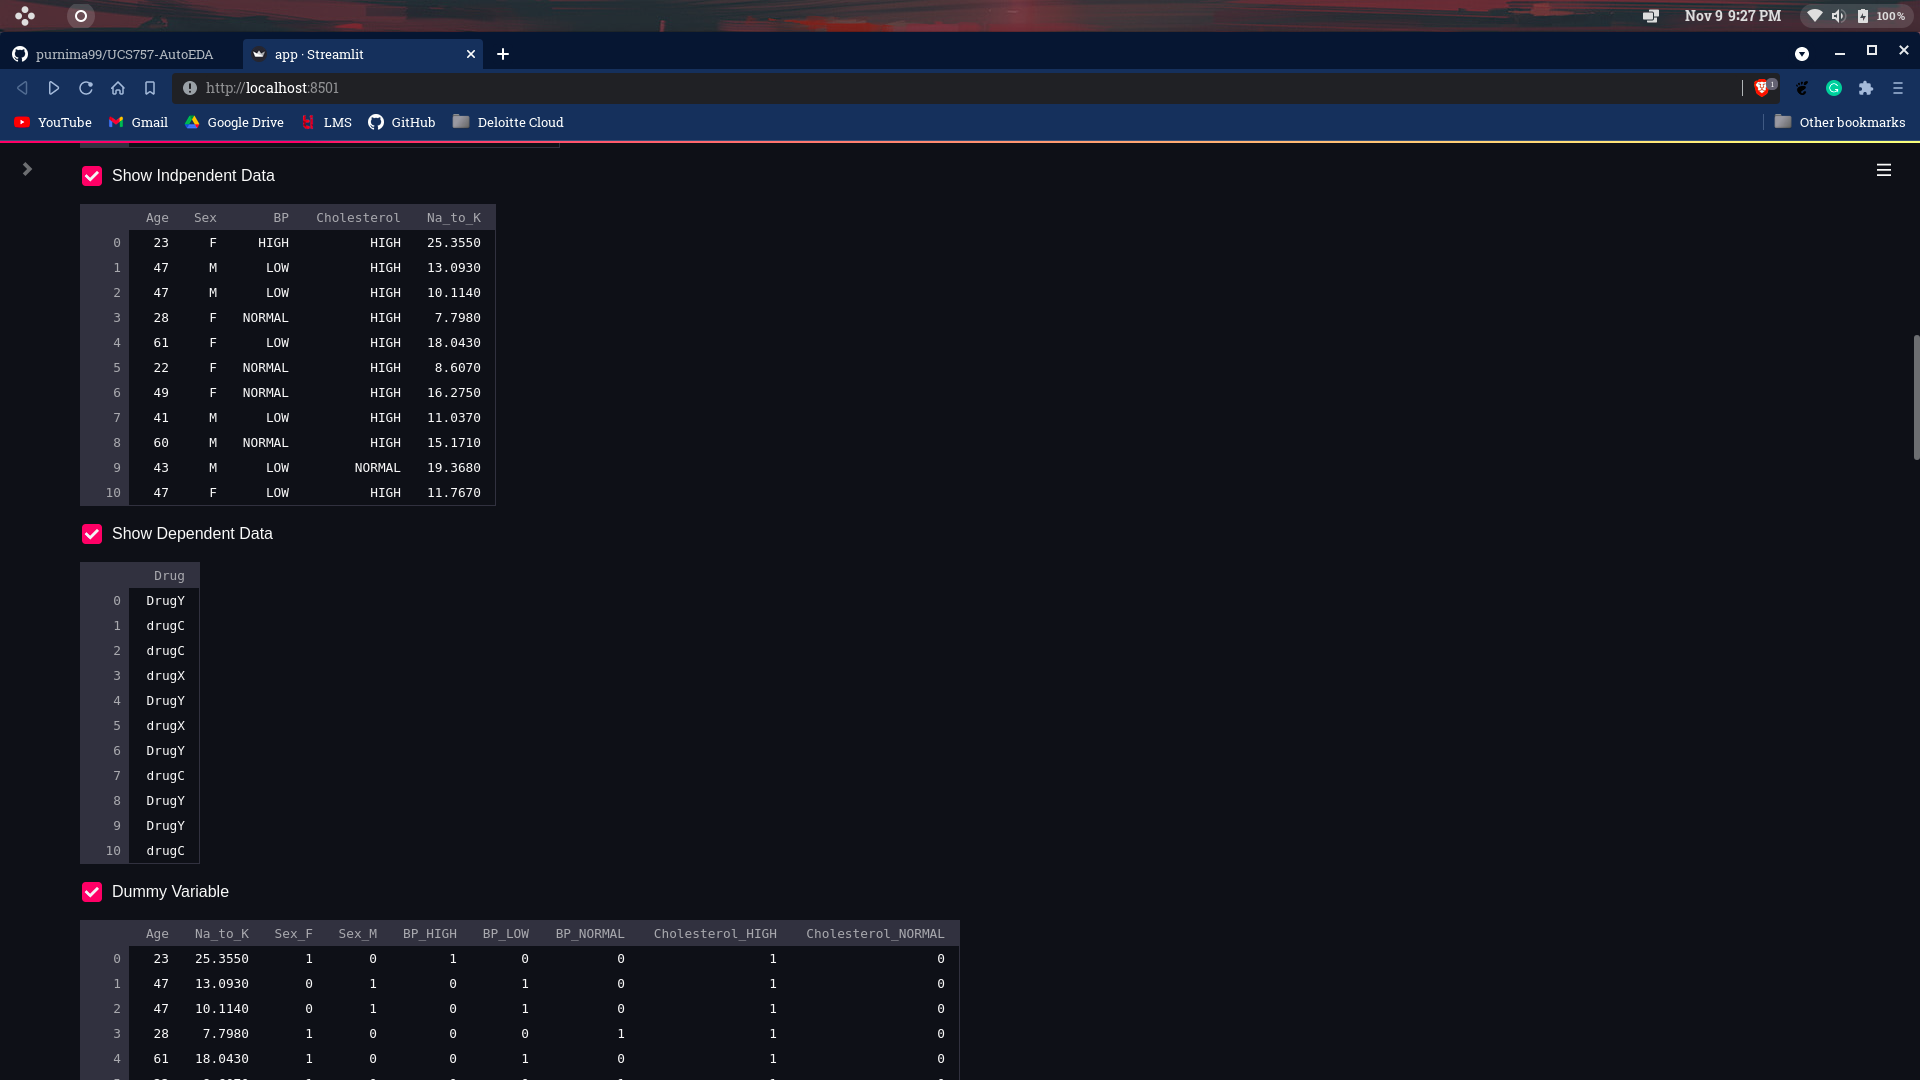 Nov 9 9:27 PM 100%
purnima99/UCS757-AutoEDA app · Streamlit
http://localhost:8501 1
YouTube Gmail Google Drive LMS GitHub Deloitte Cloud Other bookmarks
Show Indpendent Data
Age Sex BP Cholesterol Na_to_K
0 23 F HIGH HIGH 25.3550
1 47 M LOW HIGH 13.0930
2 47 M LOW HIGH 10.1140
3 28 F NORMAL HIGH 7.7980
4 61 F LOW HIGH 18.0430
5 22 F NORMAL HIGH 8.6070
6 49 F NORMAL HIGH 16.2750
7 41 M LOW HIGH 11.0370
8 60 M NORMAL HIGH 15.1710
9 43 M LOW NORMAL 19.3680
10 47 F LOW HIGH 11.7670
Show Dependent Data
Drug
0 DrugY
1 drugC
2 drugC
3 drugX
4 DrugY
5 drugX
6 DrugY
7 drugC
8 DrugY
9 DrugY
10 drugC
Dummy Variable
Age Na_to_K Sex_F Sex_M BP_HIGH BP_LOW BP_NORMAL Cholesterol_HIGH Cholesterol_NORMAL
0 23 25.3550 1 0 1 0 0 1 0
1 47 13.0930 0 1 0 1 0 1 0
2 47 10.1140 0 1 0 1 0 1 0
3 28 7.7980 1 0 0 0 1 1 0
4 61 18.0430 1 0 0 1 0 1 0